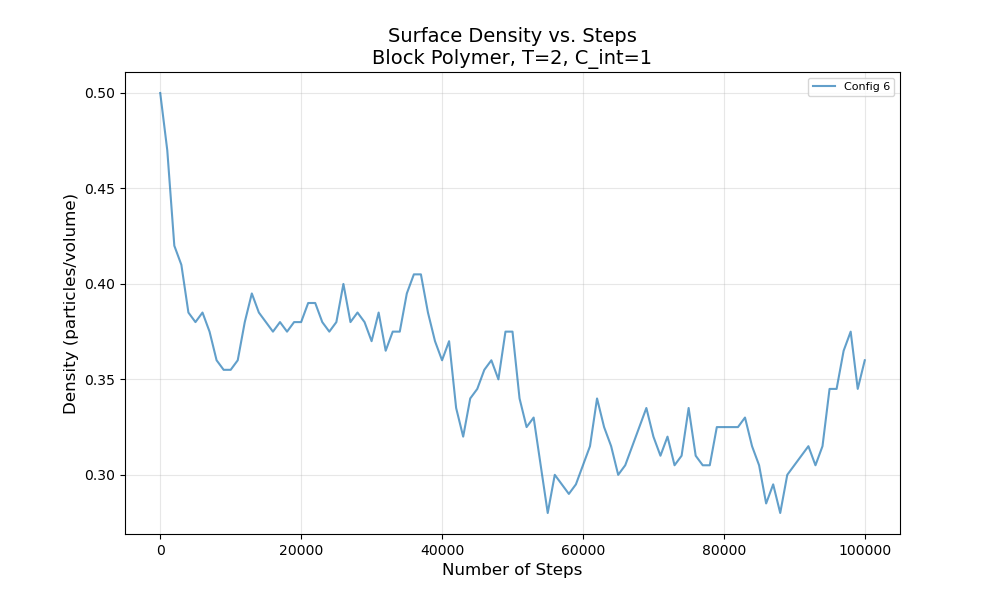 Surface Density vs. Steps
Block Polymer, T=2, C_int=1
Config 6
Density (particles/volume)
0.50
0.45
0.40
0.35
0.30
0
20000
40000
60000
80000
100000
Number of Steps